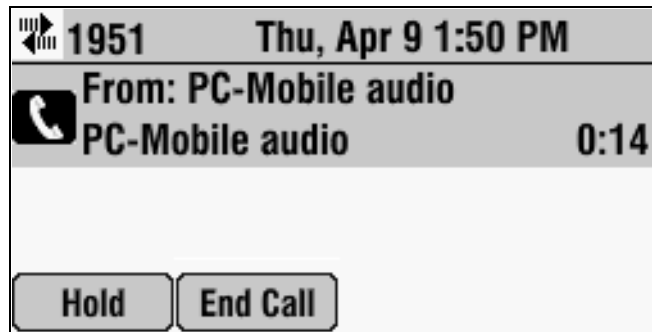 1951 Thu, Apr 9 1:50 PM
From: PC-Mobile audio
PC-Mobile audio 0:14
Hold End Call